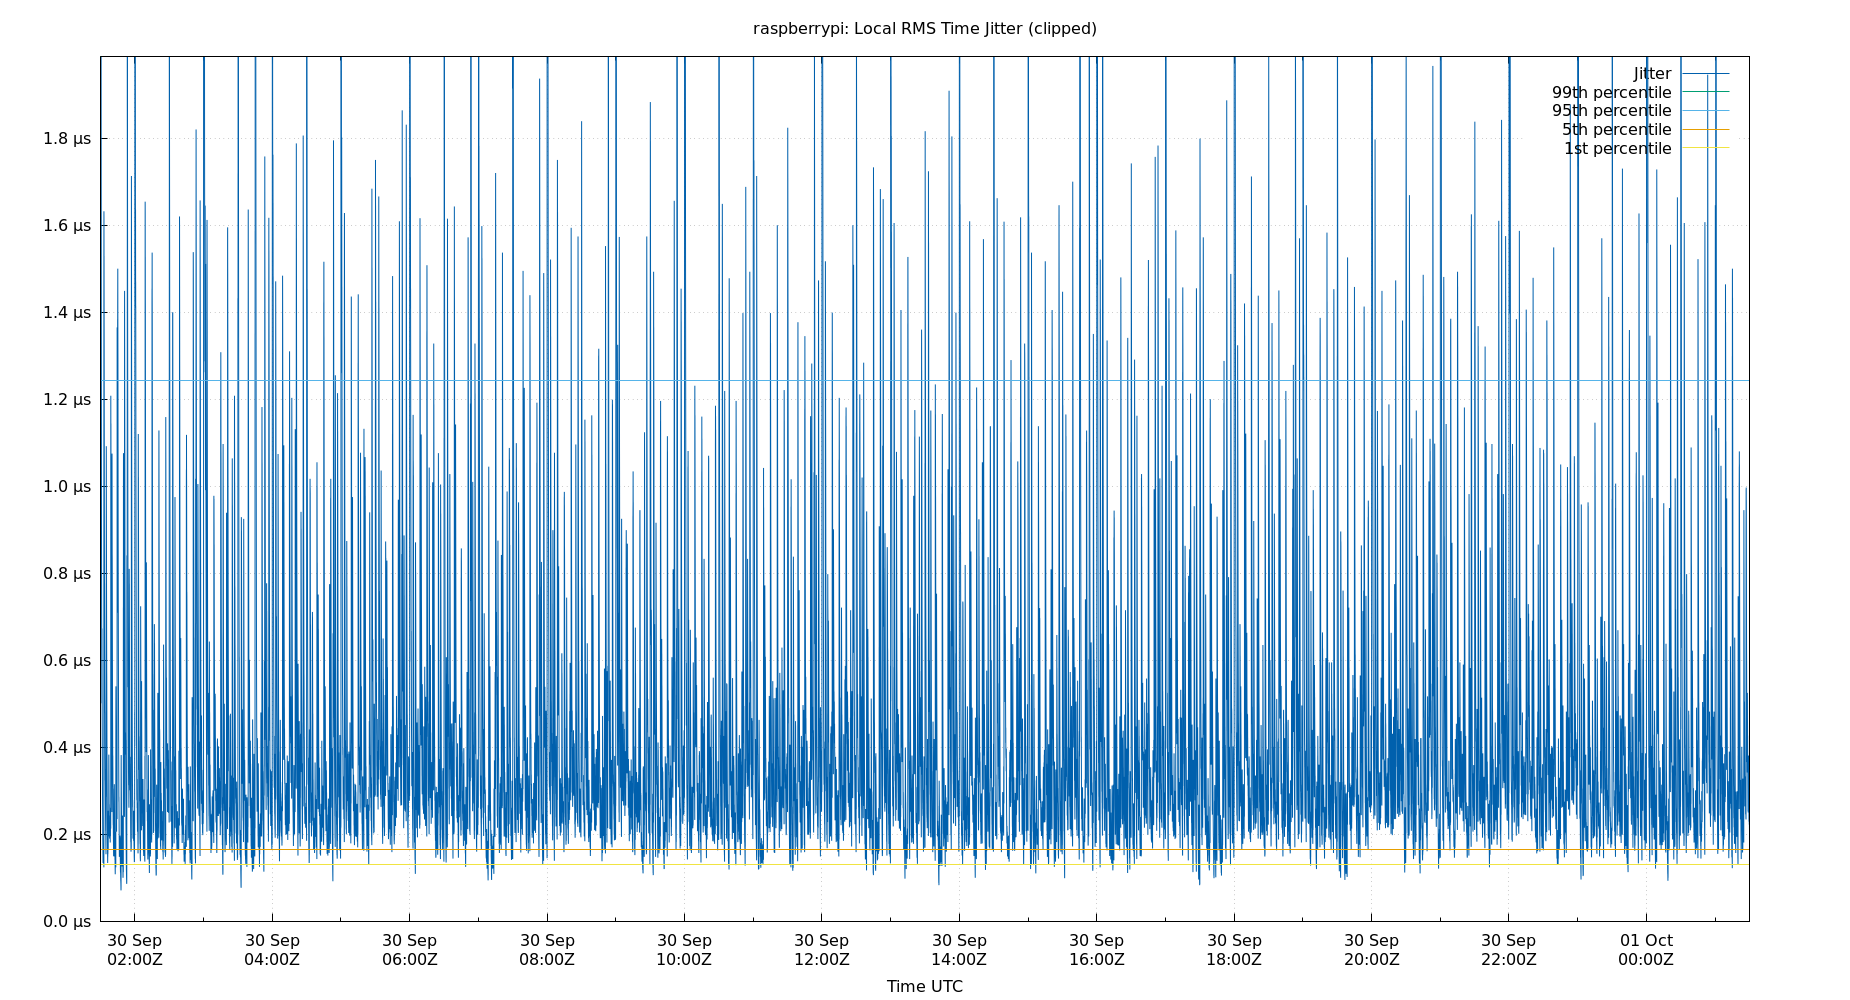 raspberrypi: Local RMS Time Jitter (clipped)
Jitter
99th percentile
95th percentile
5th percentile
1st percentile
1.8 μs
1.6 μs
1.4 μs
1.2 μs
1.0 μs
0.8 μs
0.6 μs
0.4 μs
0.2 μs
0.0 μs
30 Sep 30 Sep 30 Sep 30 Sep 30 Sep 30 Sep 30 Sep 30 Sep 30 Sep 30 Sep 30 Sep 01 Oct
02:00Z 04:00Z 06:00Z 08:00Z 10:00Z 12:00Z 14:00Z 16:00Z 18:00Z 20:00Z 22:00Z 00:00Z
Time UTC